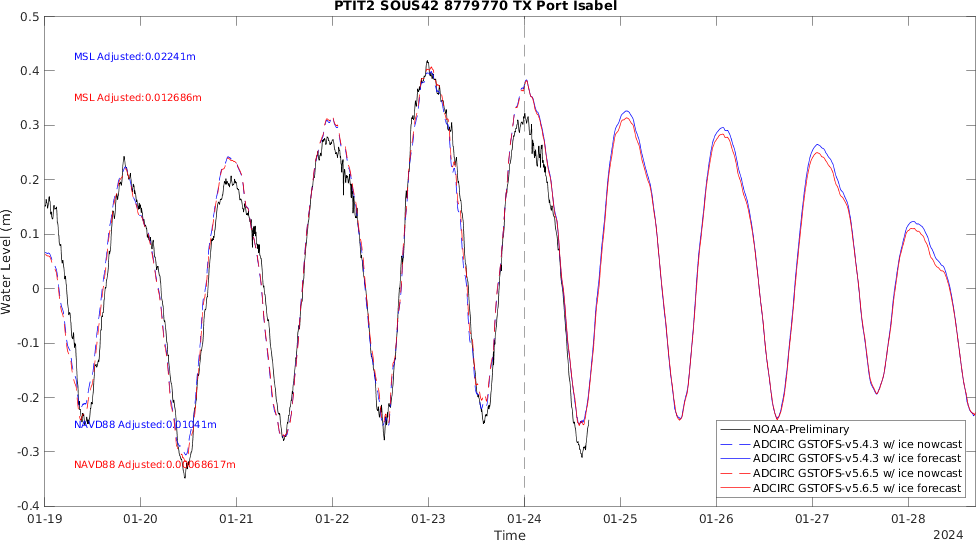 PTIT2 SOUS42 8779770 TX Port Isabel
0.5
0.4
0.3
0.2
0.1
0
-0.1
-0.2
-0.3
-0.4
Water Level (m)
MSL Adjusted:0.02241m
MSL Adjusted:0.012686m
NAVD88 Adjusted:0.01041m
NAVD88 Adjusted:0.00068617m
NOAA-Preliminary
ADCIRC GSTOFS-v5.4.3 w/ ice nowcast
ADCIRC GSTOFS-v5.4.3 w/ ice forecast
ADCIRC GSTOFS-v5.6.5 w/ ice nowcast
ADCIRC GSTOFS-v5.6.5 w/ ice forecast
01-19 01-20 01-21 01-22 01-23 01-24 01-25 01-26 01-27 01-28
Time
2024